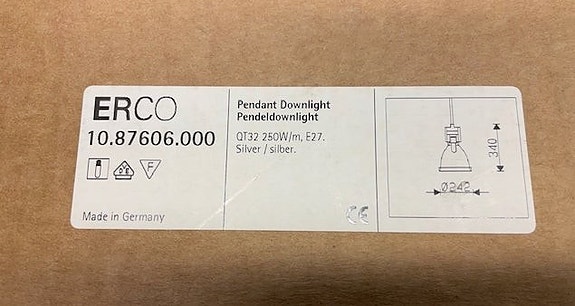 ERCO
10.87606.000
F
Made in Germany
Pendant Downlight
Pendeldownlight
QT32 250W/m, E27.
Silver / silber.
CE
340
Ø242